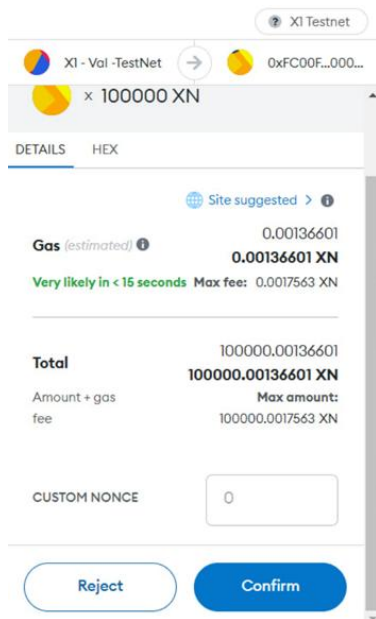 X1 Testnet
X1 - Val -TestNet
0xFC00F...000...
x 100000 XN
DETAILS HEX
Site suggested >
0.00136601
Gas (estimated) 0.00136601 XN
Very likely in < 15 seconds Max fee: 0.0017563 XN
100000.00136601
Total 100000.00136601 XN
Amount + gas Max amount:
fee 100000.0017563 XN
CUSTOM NONCE 0
Reject Confirm